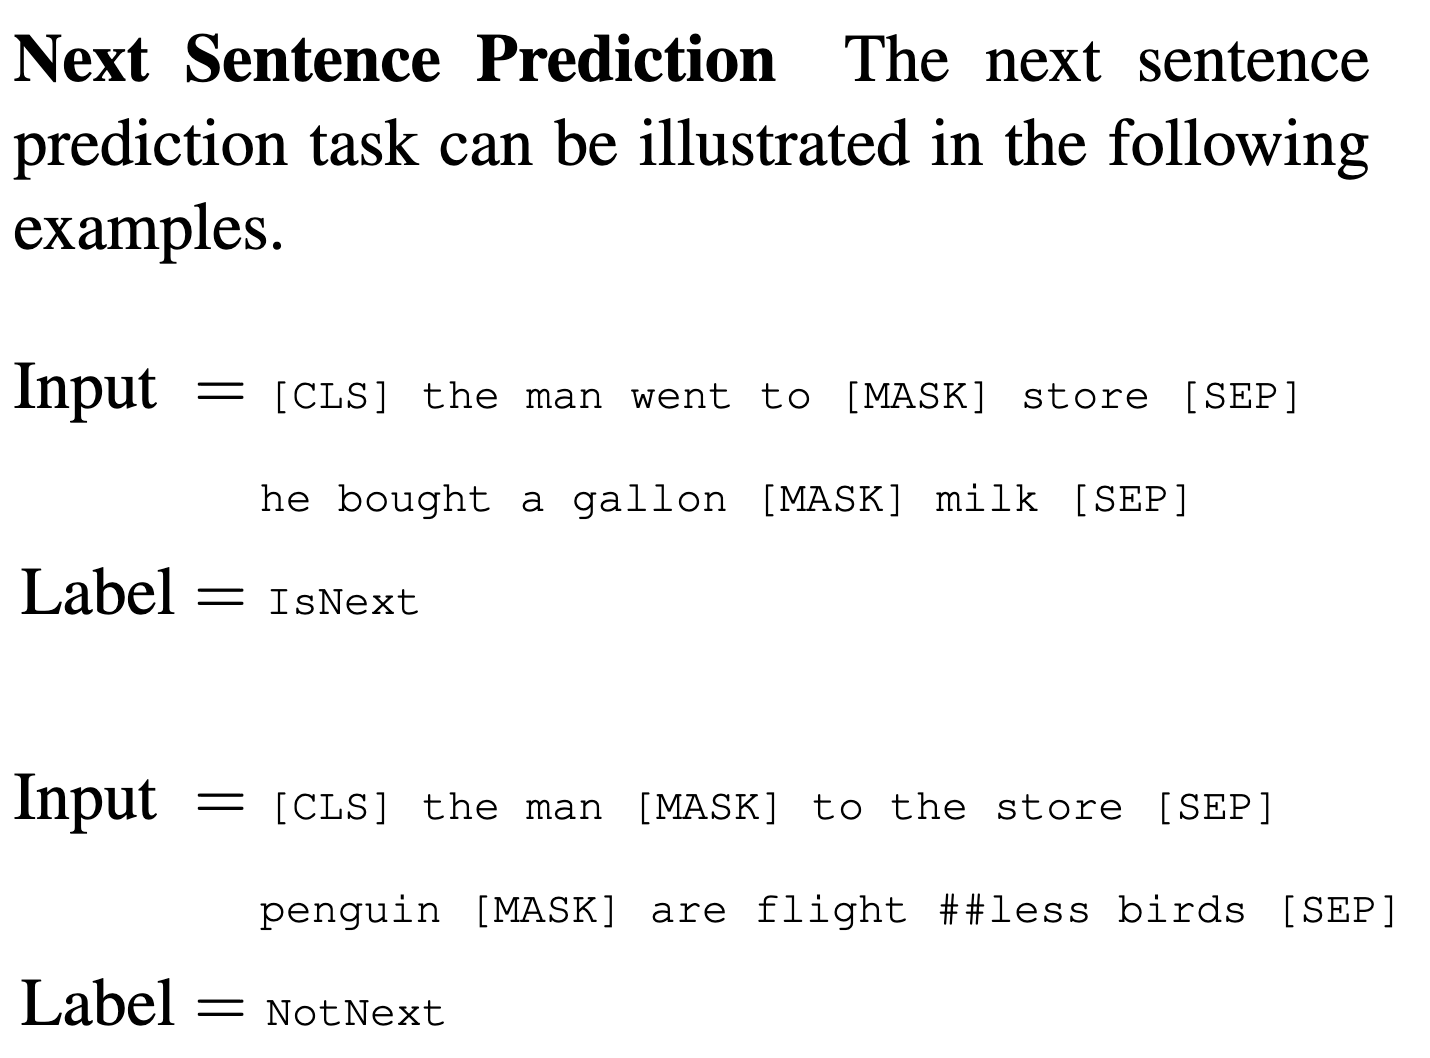 Next Sentence Prediction The next sentence
prediction task can be illustrated in the following
examples.
Input = [CLS] the man went to [MASK] store [SEP]
he bought a gallon [MASK] milk [SEP]
Label = IsNext
Input = [CLS] the man [MASK] to the store [SEP]
penguin [MASK] are flight ##less birds [SEP]
Label = NotNext